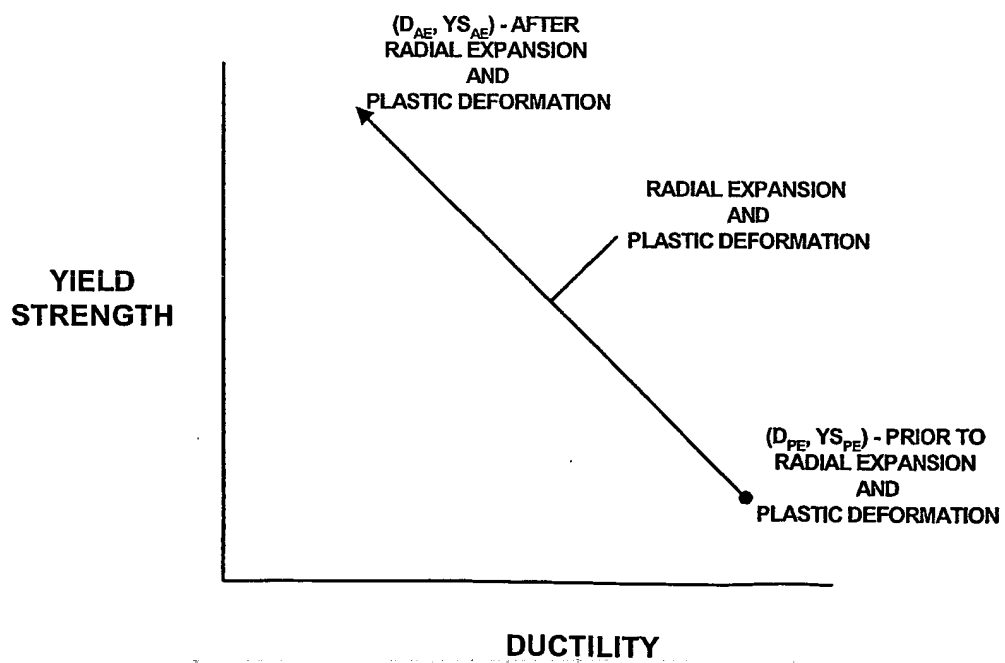 (D_AE, YS_AE) - AFTER
RADIAL EXPANSION
AND
PLASTIC DEFORMATION
RADIAL EXPANSION
AND
PLASTIC DEFORMATION
YIELD
STRENGTH
(D_PE, YS_PE) - PRIOR TO
RADIAL EXPANSION
AND
PLASTIC DEFORMATION
DUCTILITY